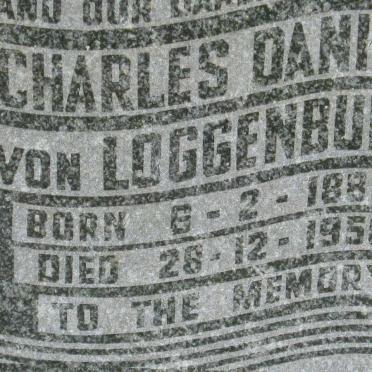 AND OUR
CHARLES DANI
VON LOGGENBU
BORN 6-2-188
DIED 26-12-195
TO THE MEMORY